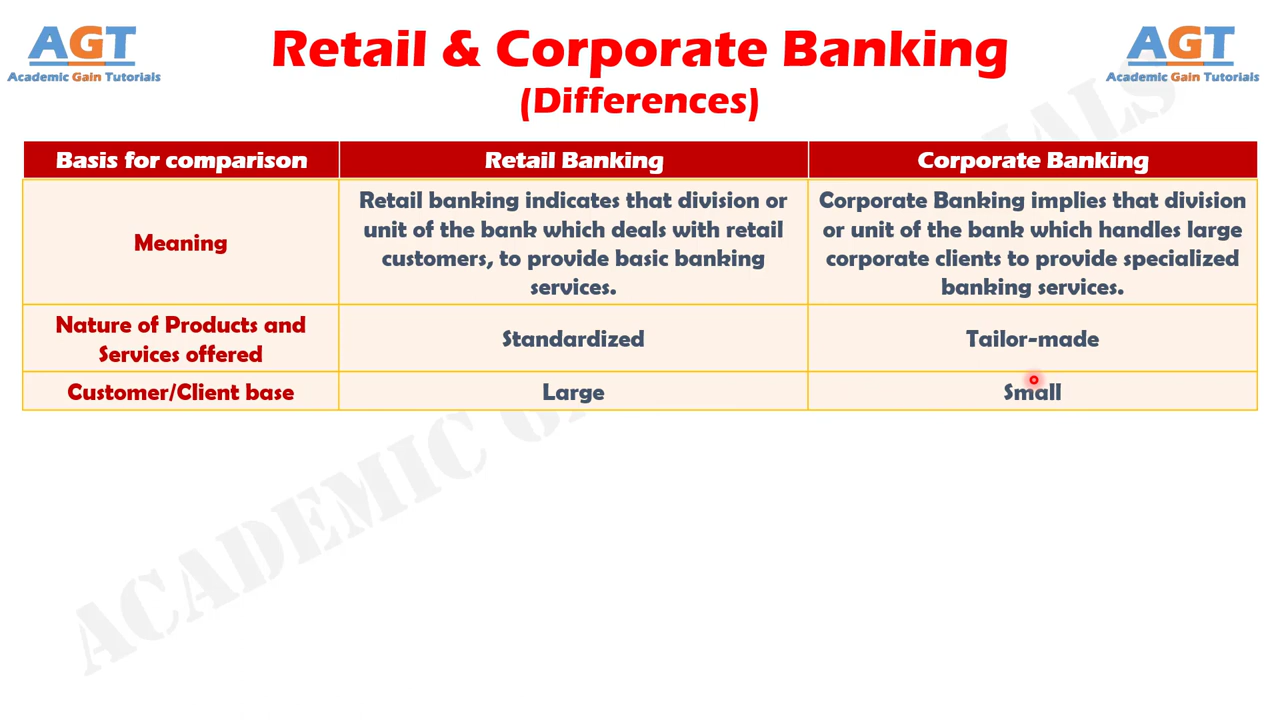 AGT
Academic Gain Tutorials
Retail & Corporate Banking
(Differences)
AGT
Academic Gain Tutorials
Basis for comparison
Retail Banking
Corporate Banking
Meaning
Retail banking indicates that division or
unit of the bank which deals with retail
customers, to provide basic banking
services.
Corporate Banking implies that division
or unit of the bank which handles large
corporate clients to provide specialized
banking services.
Nature of Products and
Services offered
Standardized
Tailor-made
Customer/Client base
Large
Small
ACADEMIC